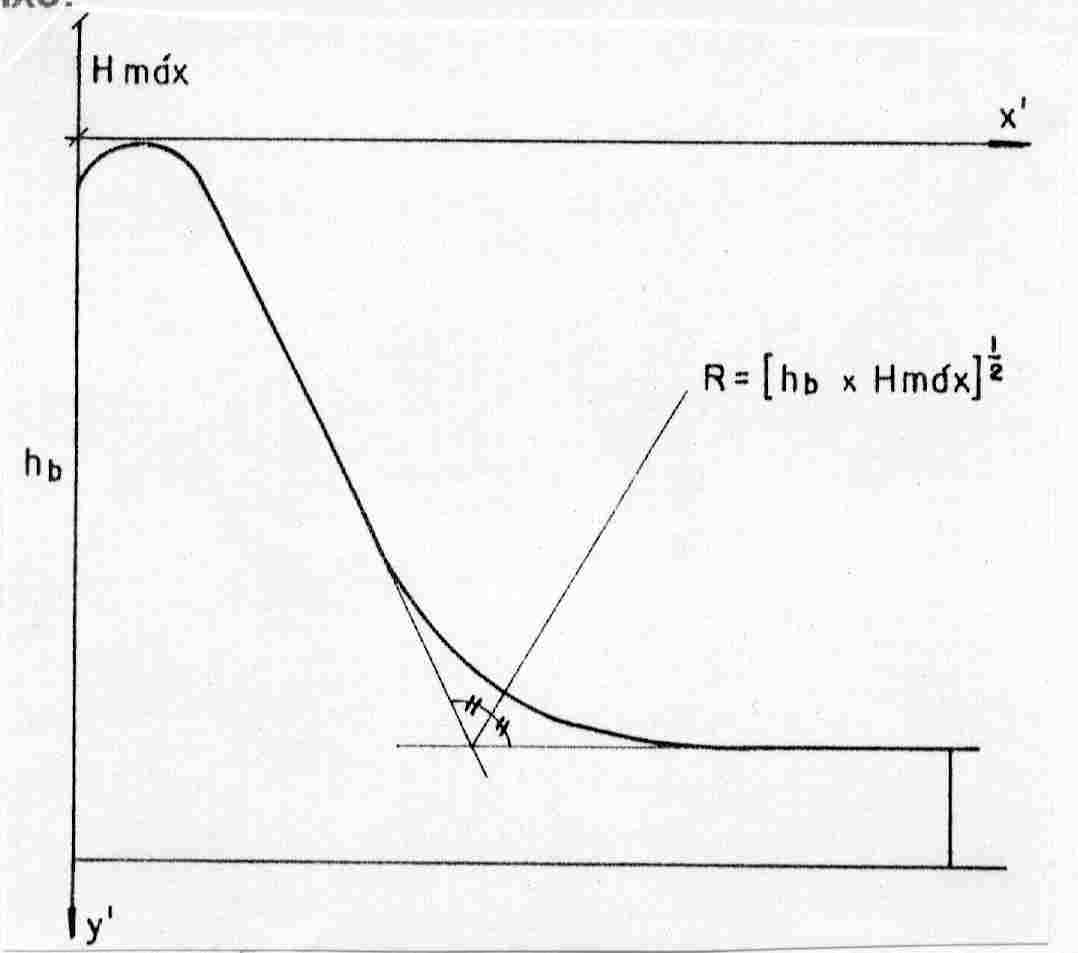 H máx
x'
R = [hb x Hmáx]^1/2
hb
y'